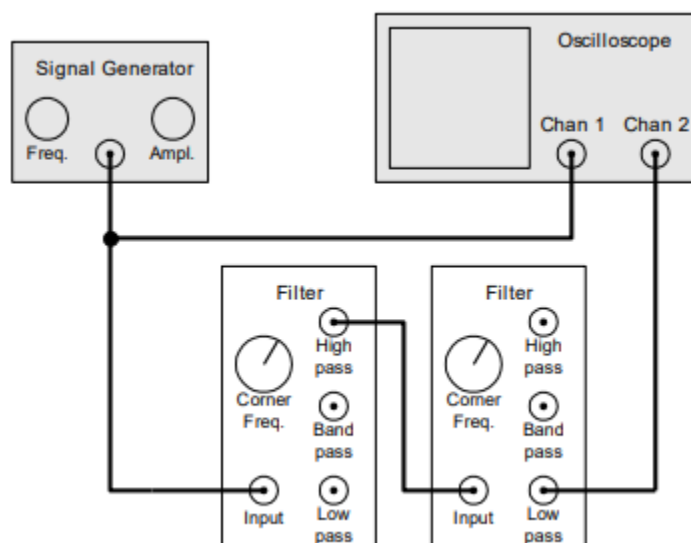 Signal Generator
Freq.
Ampl.
Oscilloscope
Chan 1
Chan 2
Filter
High
pass
Corner
Freq.
Band
pass
Input
Low
pass
Filter
High
pass
Corner
Freq.
Band
pass
Input
Low
pass